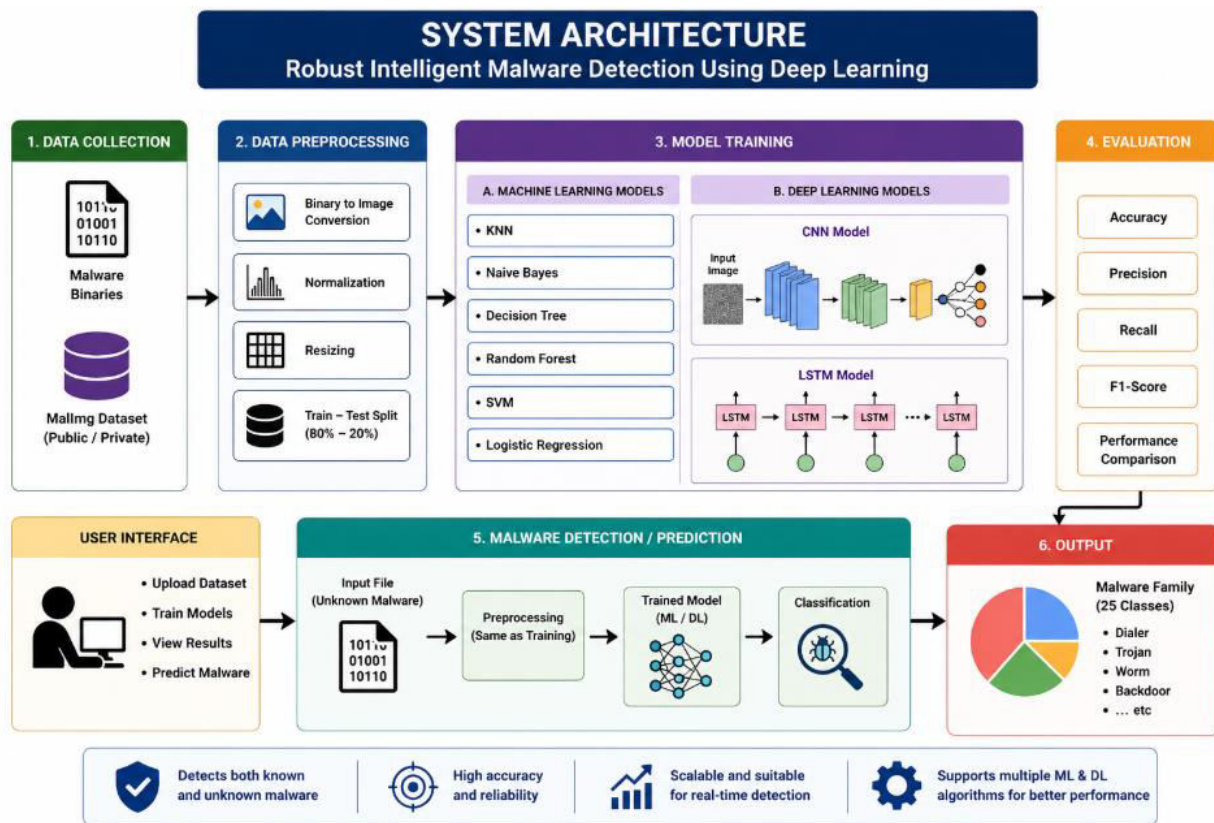 SYSTEM ARCHITECTURE
Robust Intelligent Malware Detection Using Deep Learning
1. DATA COLLECTION
10110
01001
10110
Malware
Binaries
MalImg Dataset
(Public / Private)
2. DATA PREPROCESSING
Binary to Image
Conversion
Normalization
Resizing
Train – Test Split
(80% – 20%)
3. MODEL TRAINING
A. MACHINE LEARNING MODELS
• KNN
• Naive Bayes
• Decision Tree
• Random Forest
• SVM
• Logistic Regression
B. DEEP LEARNING MODELS
CNN Model
Input
Image
LSTM Model
LSTM
LSTM
LSTM
LSTM
4. EVALUATION
Accuracy
Precision
Recall
F1-Score
Performance
Comparison
USER INTERFACE
• Upload Dataset
• Train Models
• View Results
• Predict Malware
5. MALWARE DETECTION / PREDICTION
Input File
(Unknown Malware)
10110
01001
10110
Preprocessing
(Same as Training)
Trained Model
(ML / DL)
Classification
6. OUTPUT
Malware Family
(25 Classes)
• Dialer
• Trojan
• Worm
• Backdoor
• ... etc
Detects both known
and unknown malware
High accuracy
and reliability
Scalable and suitable
for real-time detection
Supports multiple ML & DL
algorithms for better performance